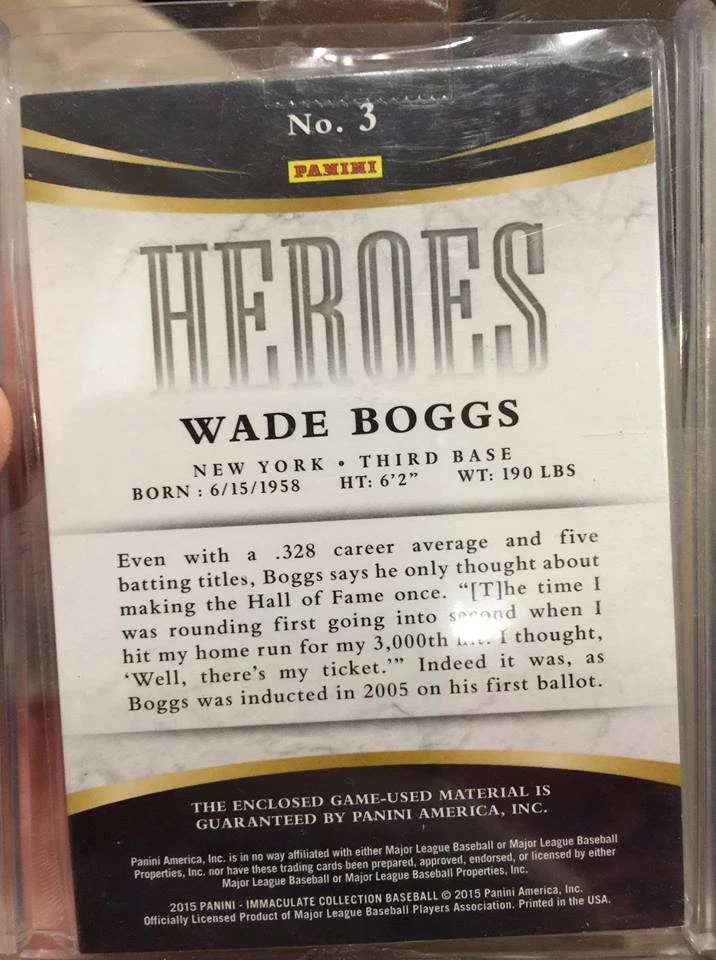 No. 3
PANINI
HEROES
WADE BOGGS
NEW YORK • THIRD BASE
BORN : 6/15/1958 HT: 6'2" WT: 190 LBS
Even with a .328 career average and five
batting titles, Boggs says he only thought about
making the Hall of Fame once. “[T]he time I
was rounding first going into second when I
hit my home run for my 3,000th I thought,
‘Well, there’s my ticket.’” Indeed it was, as
Boggs was inducted in 2005 on his first ballot.
THE ENCLOSED GAME-USED MATERIAL IS
GUARANTEED BY PANINI AMERICA, INC.
Panini America, Inc. is in no way affiliated with either Major League Baseball or Major League Baseball
Properties, Inc. nor have these trading cards been prepared, approved, endorsed, or licensed by either
Major League Baseball or Major League Baseball Properties, Inc.
2015 PANINI - IMMACULATE COLLECTION BASEBALL © 2015 Panini America, Inc.
Officially Licensed Product of Major League Baseball Players Association. Printed in the USA.